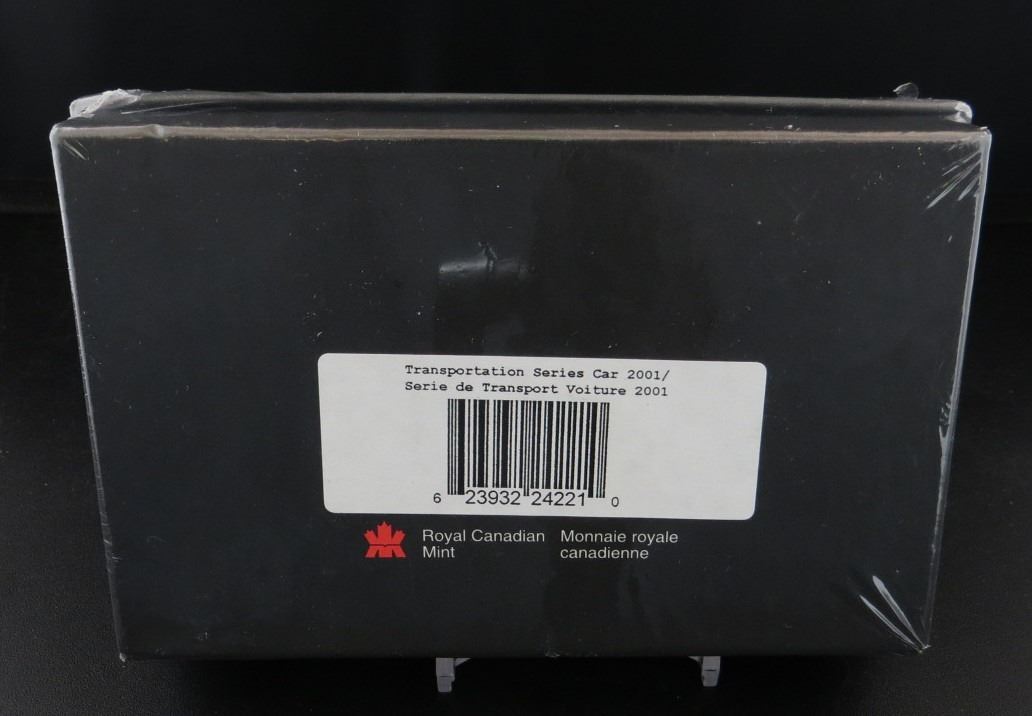 Transportation Series Car 2001/
Serie de Transport Voiture 2001
6 23932 24221 0
Royal Canadian Mint
Monnaie royale canadienne